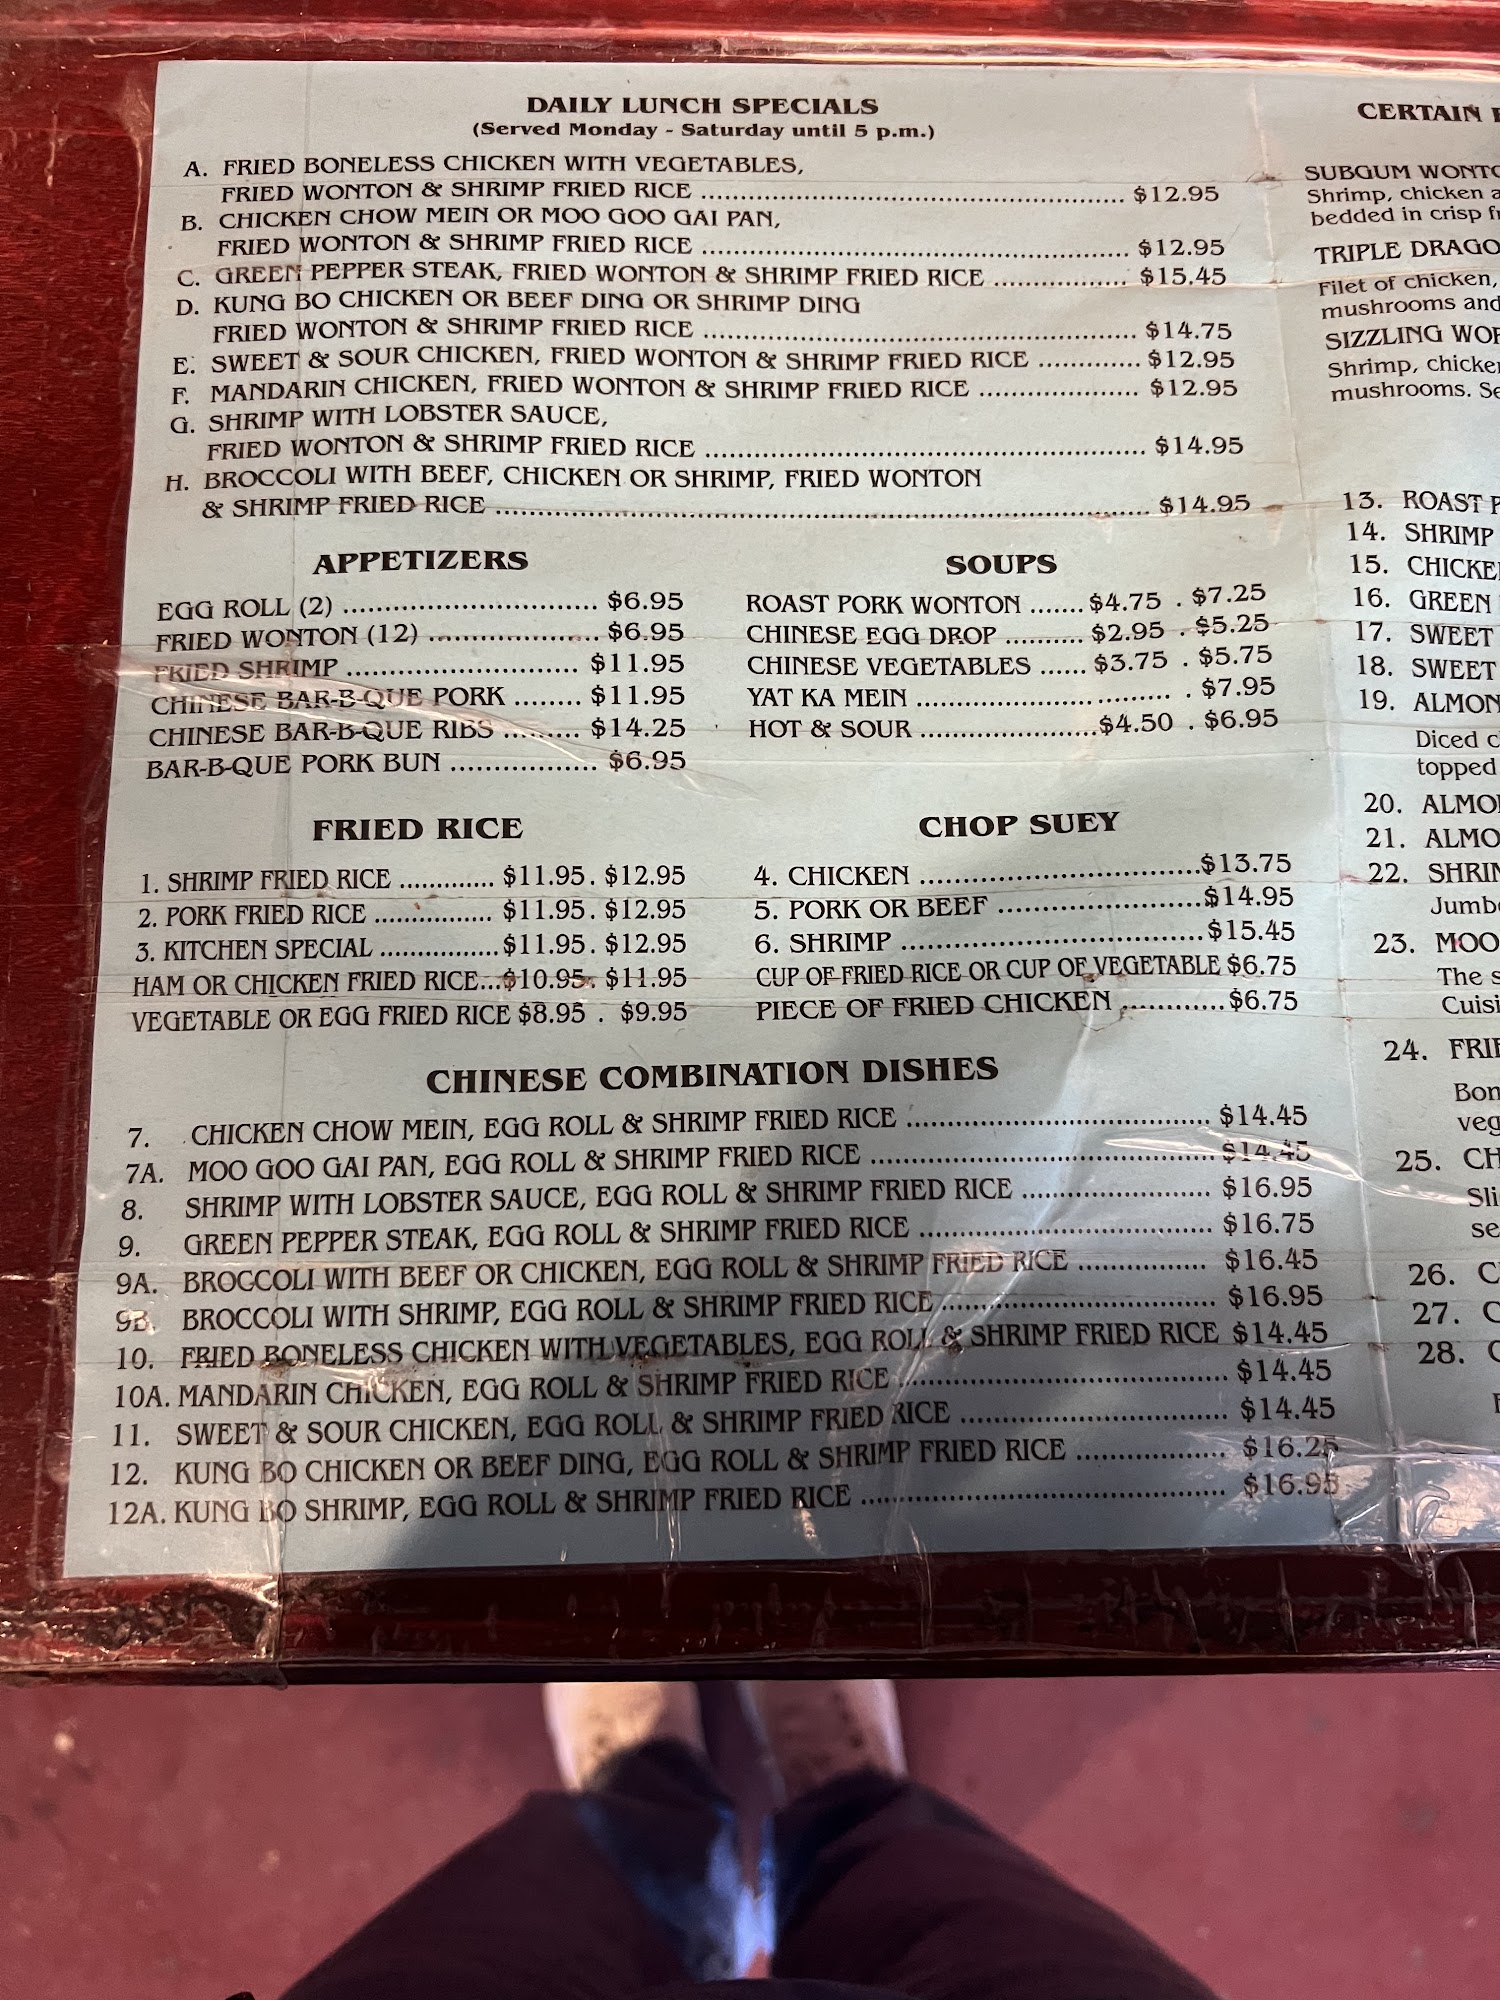 DAILY LUNCH SPECIALS
(Served Monday - Saturday until 5 p.m.)
A. FRIED BONELESS CHICKEN WITH VEGETABLES,
FRIED WONTON & SHRIMP FRIED RICE ........ $12.95
B. CHICKEN CHOW MEIN OR MOO GOO GAI PAN,
FRIED WONTON & SHRIMP FRIED RICE ........ $12.95
C. GREEN PEPPER STEAK, FRIED WONTON & SHRIMP FRIED RICE ........ $15.45
D. KUNG BO CHICKEN OR BEEF DING OR SHRIMP DING
FRIED WONTON & SHRIMP FRIED RICE ........ $14.75
E. SWEET & SOUR CHICKEN, FRIED WONTON & SHRIMP FRIED RICE ........ $12.95
F. MANDARIN CHICKEN, FRIED WONTON & SHRIMP FRIED RICE ........ $12.95
G. SHRIMP WITH LOBSTER SAUCE,
FRIED WONTON & SHRIMP FRIED RICE ........ $14.95
H. BROCCOLI WITH BEEF, CHICKEN OR SHRIMP, FRIED WONTON
& SHRIMP FRIED RICE ........ $14.95
APPETIZERS
EGG ROLL (2) ........ $6.95
FRIED WONTON (12) ........ $6.95
FRIED SHRIMP ........ $11.95
CHINESE BAR-B-QUE PORK ........ $11.95
CHINESE BAR-B-QUE RIBS ........ $14.25
BAR-B-QUE PORK BUN ........ $6.95
SOUPS
ROAST PORK WONTON ....... $4.75 . $7.25
CHINESE EGG DROP .......... $2.95 . $5.25
CHINESE VEGETABLES ...... $3.75 . $5.75
YAT KA MEIN ........ . $7.95
HOT & SOUR ........ $4.50 . $6.95
FRIED RICE
1. SHRIMP FRIED RICE ............. $11.95 . $12.95
2. PORK FRIED RICE ................ $11.95 . $12.95
3. KITCHEN SPECIAL ................ $11.95 . $12.95
HAM OR CHICKEN FRIED RICE... $10.95 . $11.95
VEGETABLE OR EGG FRIED RICE $8.95 . $9.95
CHOP SUEY
4. CHICKEN ........ $13.75
5. PORK OR BEEF ........ $14.95
6. SHRIMP ........ $15.45
CUP OF FRIED RICE OR CUP OF VEGETABLE $6.75
PIECE OF FRIED CHICKEN ............ $6.75
CHINESE COMBINATION DISHES
7. CHICKEN CHOW MEIN, EGG ROLL & SHRIMP FRIED RICE ........ $14.45
7A. MOO GOO GAI PAN, EGG ROLL & SHRIMP FRIED RICE ........ $14.45
8. SHRIMP WITH LOBSTER SAUCE, EGG ROLL & SHRIMP FRIED RICE ........ $16.95
9. GREEN PEPPER STEAK, EGG ROLL & SHRIMP FRIED RICE ........ $16.75
9A. BROCCOLI WITH BEEF OR CHICKEN, EGG ROLL & SHRIMP FRIED RICE ........ $16.45
9B. BROCCOLI WITH SHRIMP, EGG ROLL & SHRIMP FRIED RICE ........ $16.95
10. FRIED BONELESS CHICKEN WITH VEGETABLES, EGG ROLL & SHRIMP FRIED RICE $14.45
10A. MANDARIN CHICKEN, EGG ROLL & SHRIMP FRIED RICE ........ $14.45
11. SWEET & SOUR CHICKEN, EGG ROLL & SHRIMP FRIED RICE ........ $14.45
12. KUNG BO CHICKEN OR BEEF DING, EGG ROLL & SHRIMP FRIED RICE ........ $16.25
12A. KUNG BO SHRIMP, EGG ROLL & SHRIMP FRIED RICE ........ $16.95
CERTAIN
SUBGUM
Shrimp, chicken
bedded in crisp
TRIPLE
Filet of chicken,
mushrooms and
SIZZLING
Shrimp,
mushrooms.
13. ROAST
14. SHRIMP
15.
16. GREEN
17. SWEET
18. SWEET
19.
Diced
topped
20.
21.
22.
23. MOO
The
24.
25.
26.
27.
28.